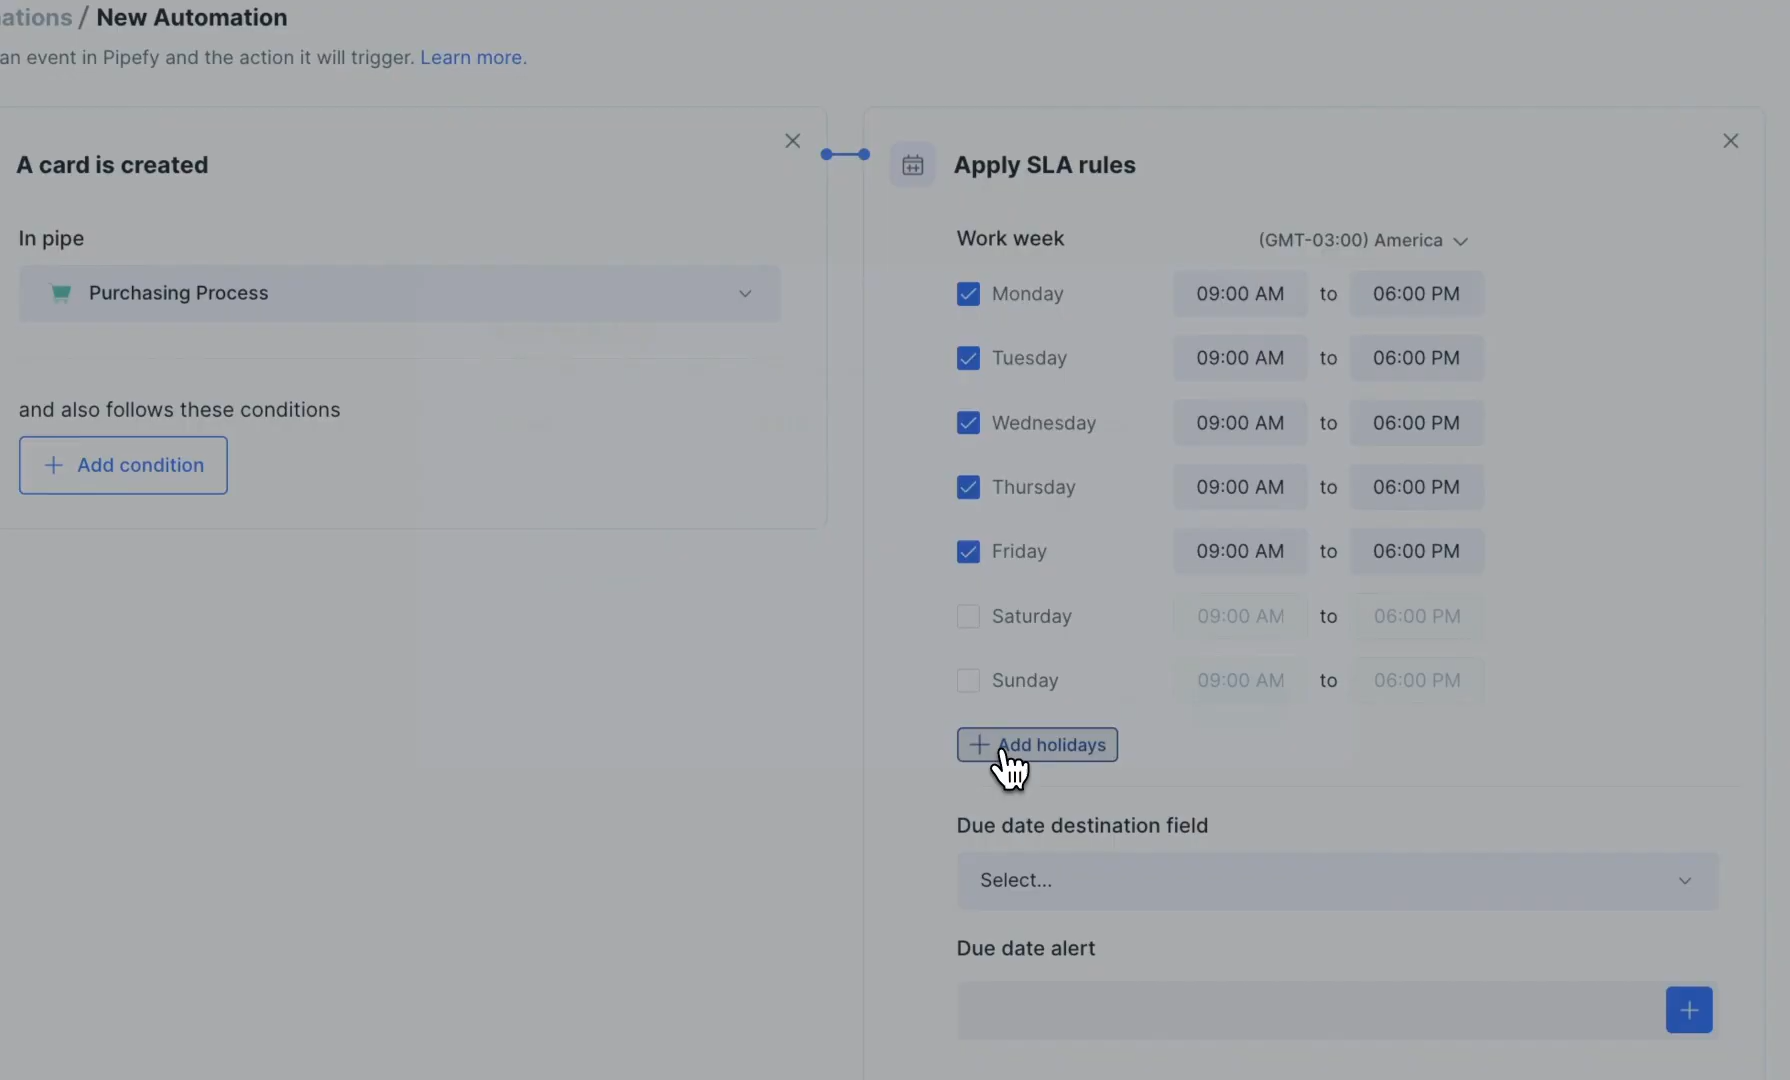 ations / New Automation
an event in Pipefy and the action it will trigger. Learn more.
A card is created
In pipe
Purchasing Process
and also follows these conditions
Add condition
Apply SLA rules
Work week
(GMT-03:00) America
Monday 09:00 AM to 06:00 PM
Tuesday 09:00 AM to 06:00 PM
Wednesday 09:00 AM to 06:00 PM
Thursday 09:00 AM to 06:00 PM
Friday 09:00 AM to 06:00 PM
Saturday 09:00 AM to 06:00 PM
Sunday 09:00 AM to 06:00 PM
Add holidays
Due date destination field
Select...
Due date alert